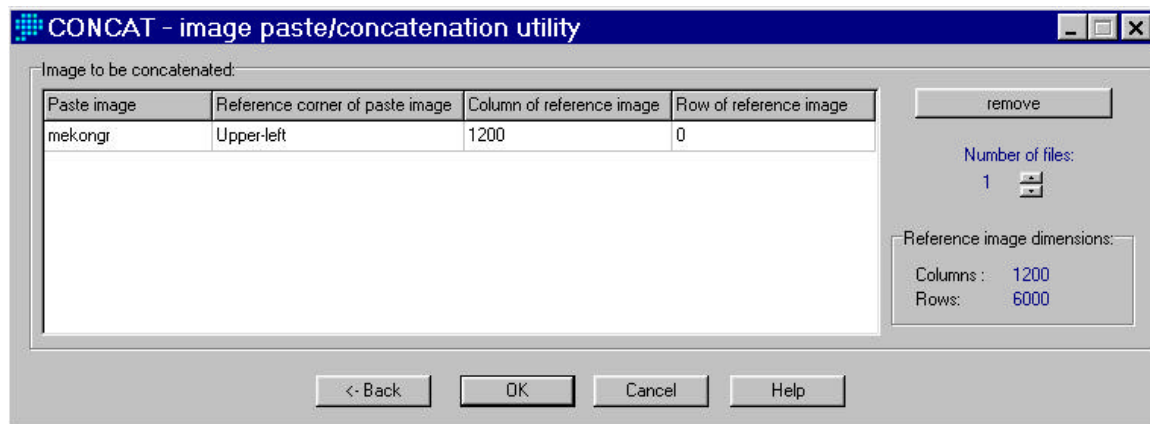 CONCAT - image paste/concatenation utility
Image to be concatenated:
Paste image Reference corner of paste image Column of reference image Row of reference image
mekongr Upper-left 1200 0
remove
Number of files:
1
Reference image dimensions:
Columns : 1200
Rows: 6000
<- Back OK Cancel Help